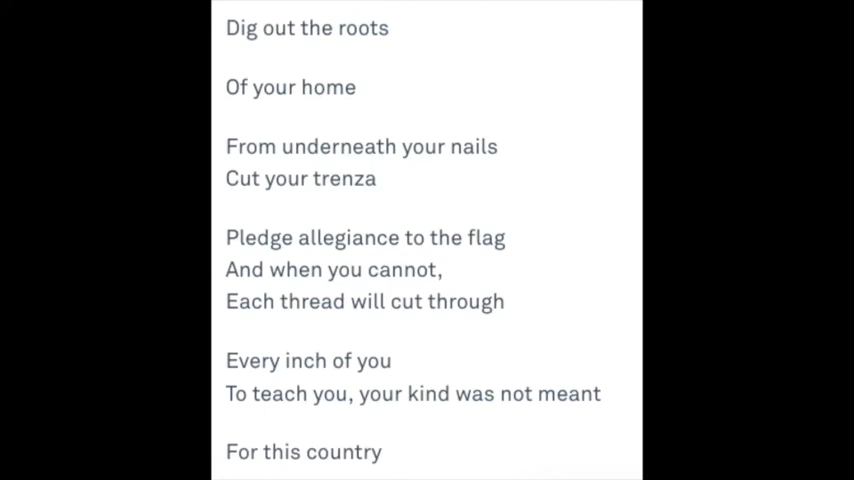 Dig out the roots
Of your home
From underneath your nails
Cut your trenza
Pledge allegiance to the flag
And when you cannot,
Each thread will cut through
Every inch of you
To teach you, your kind was not meant
For this country